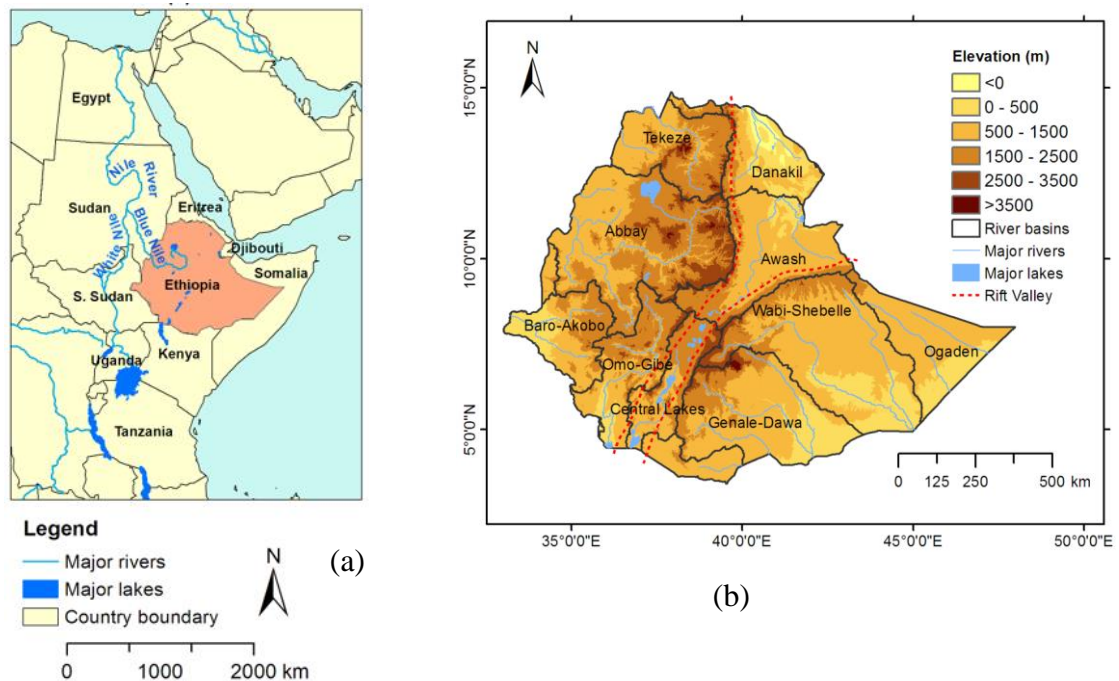 Egypt
Nile
River
Sudan
Eritrea
Blue Nile
White Nile
Djibouti
Somalia
Ethiopia
S. Sudan
Kenya
Uganda
Tanzania
Legend
Major rivers
Major lakes
Country boundary
N
0 1000 2000 km
(a)
N
Elevation (m)
<0
0 - 500
500 - 1500
1500 - 2500
2500 - 3500
>3500
River basins
Major rivers
Major lakes
Rift Valley
15°0'0"N
10°0'0"N
5°0'0"N
Tekeze
Danakil
Abbay
Awash
Wabi-Shebelle
Baro-Akobo
Ogaden
Omo-Gibe
Central Lakes
Genale-Dawa
0 125 250 500 km
35°0'0"E 40°0'0"E 45°0'0"E 50°0'0"E
(b)